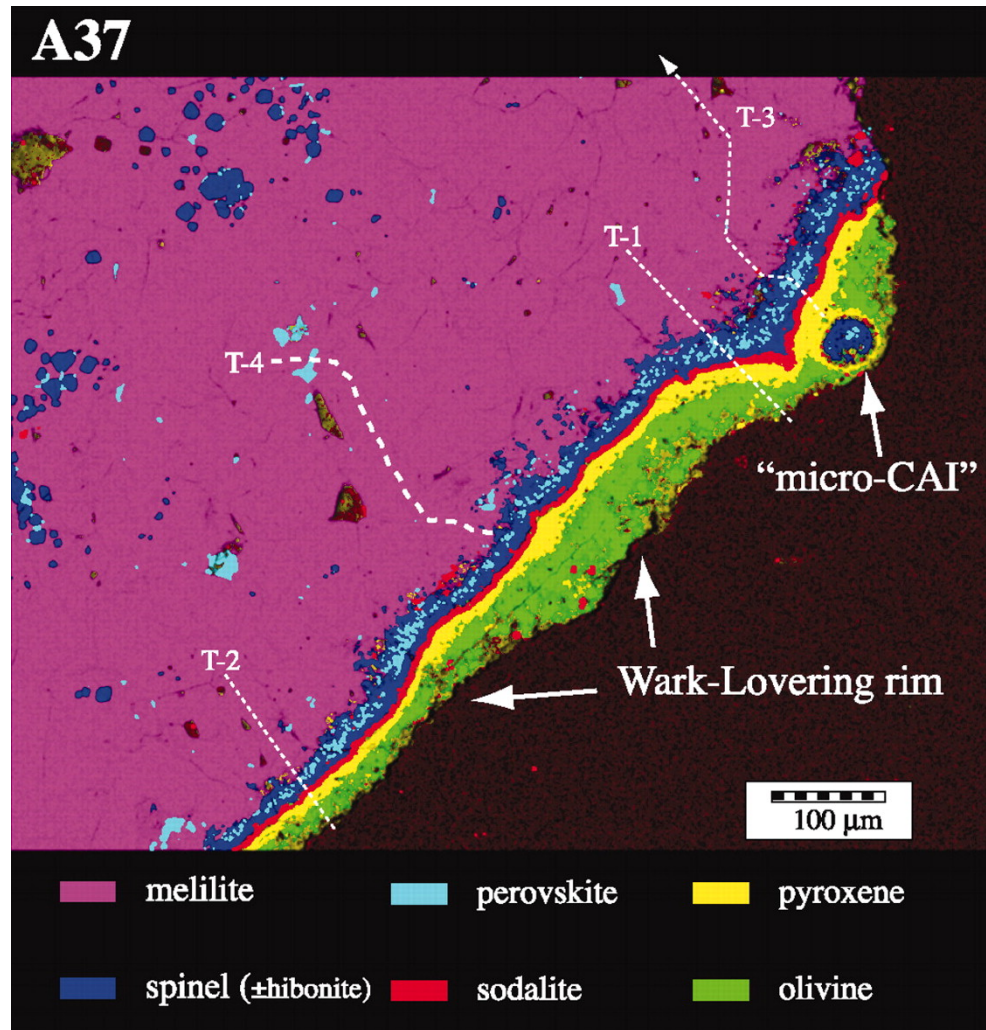 A37
T-3
T-1
T-4
"micro-CAI"
Wark-Lovering rim
T-2
100 μm
melilite
perovskite
pyroxene
spinel (±hibonite)
sodalite
olivine